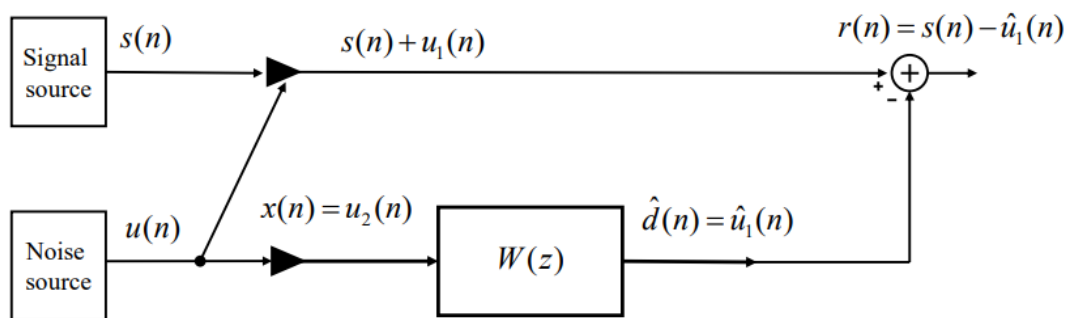 s(n)
s(n)+u₁(n)
r(n)=s(n)−û₁(n)
Signal
source
+
+
−
u(n)
x(n)=u₂(n)
d̂(n)=û₁(n)
Noise
source
W(z)